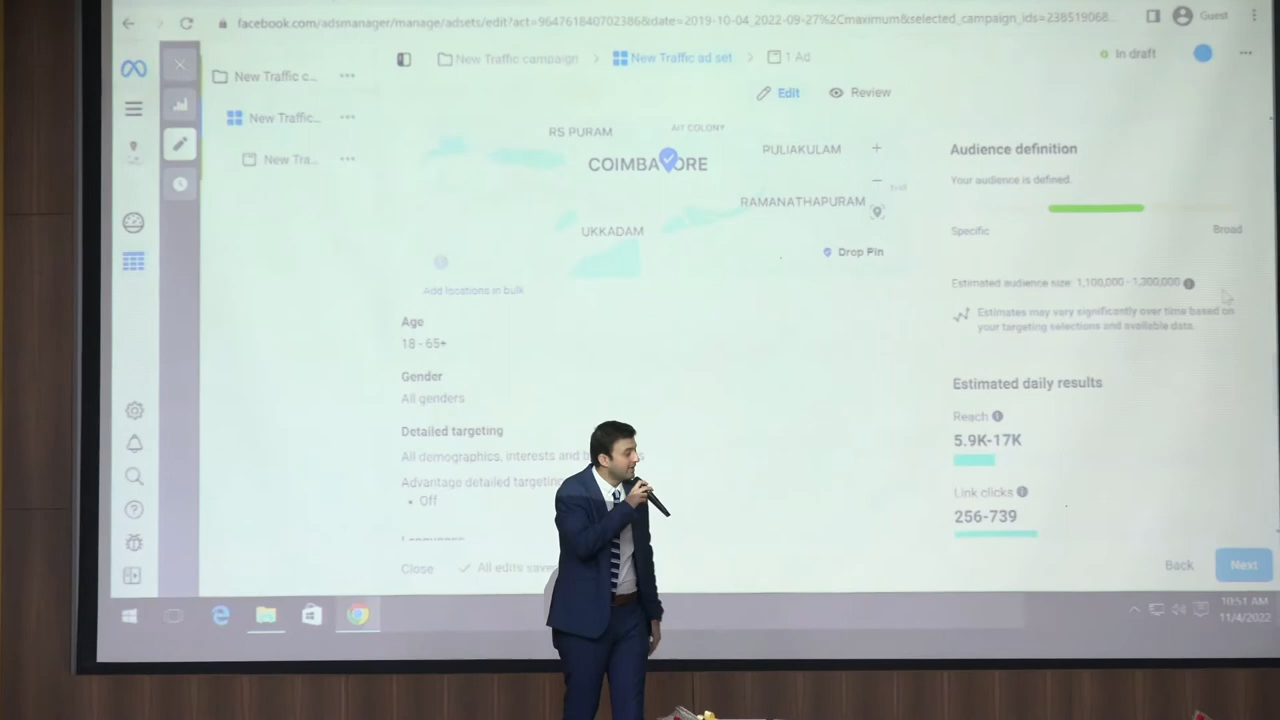 facebook.com/adsmanager/manage/adsets/edit?act=964761840702386&date=2019-10-04_2022-09-27%2Cmaximum&selected_campaign_ids=238519068...
Guest
New Traffic campaign > New Traffic ad set > 1 Ad
In draft
New Traffic c...
New Traffic...
New Tra...
Edit
Review
RS PURAM
AIT COLONY
COIMBA ORE
PULIAKULAM
RAMANATHAPURAM
UKKADAM
Drop Pin
Add locations in bulk
Age
18 - 65+
Gender
All genders
Detailed targeting
All demographics, interests and
Advantage detailed targeting
• Off
Close
All edits saved
Audience definition
Your audience is defined.
Specific
Broad
Estimated audience size: 1,100,000 - 1,300,000
Estimates may vary significantly over time based on
your targeting selections and available data.
Estimated daily results
Reach
5.9K-17K
Link clicks
256-739
Back
Next
10:51 AM
11/4/2022